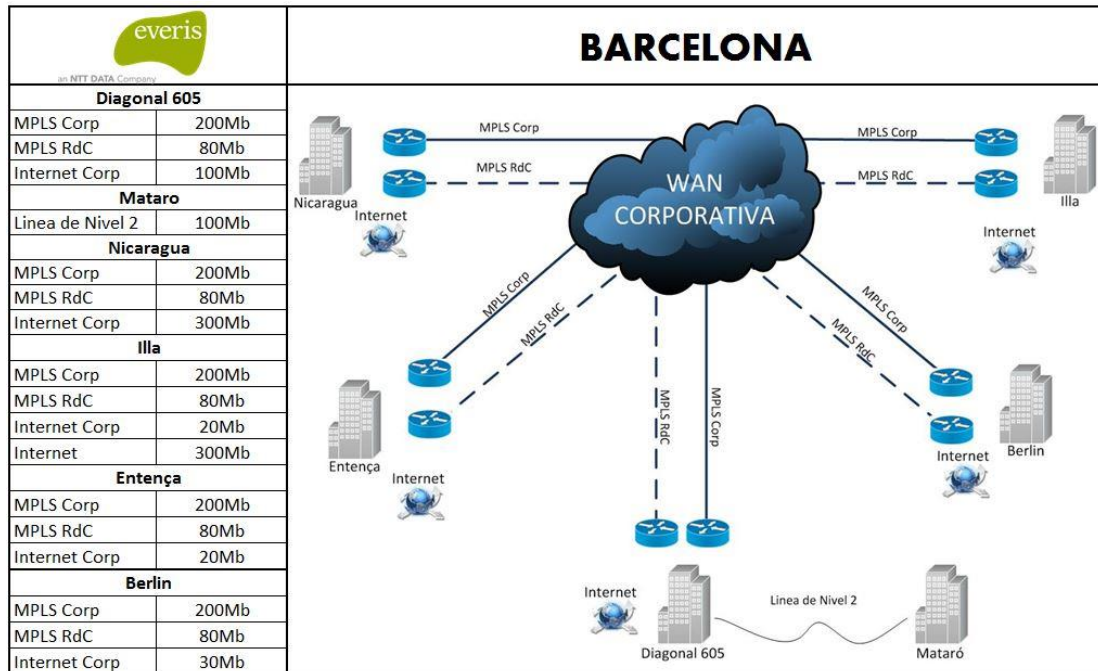 everis
an NTT DATA Company
BARCELONA
Diagonal 605
MPLS Corp 200Mb
MPLS RdC 80Mb
Internet Corp 100Mb
Mataro
Linea de Nivel 2 100Mb
Nicaragua
MPLS Corp 200Mb
MPLS RdC 80Mb
Internet Corp 300Mb
Illa
MPLS Corp 200Mb
MPLS RdC 80Mb
Internet Corp 20Mb
Internet 300Mb
Entença
MPLS Corp 200Mb
MPLS RdC 80Mb
Internet Corp 20Mb
Berlin
MPLS Corp 200Mb
MPLS RdC 80Mb
Internet Corp 30Mb
MPLS Corp
MPLS Corp
MPLS RdC
MPLS RdC
WAN
CORPORATIVA
Nicaragua
Illa
Internet
Internet
MPLS Corp
MPLS RdC
MPLS Corp
MPLS RdC
MPLS RdC
MPLS Corp
Entença
Internet
Berlin
Internet
Internet
Diagonal 605
Linea de Nivel 2
Mataró